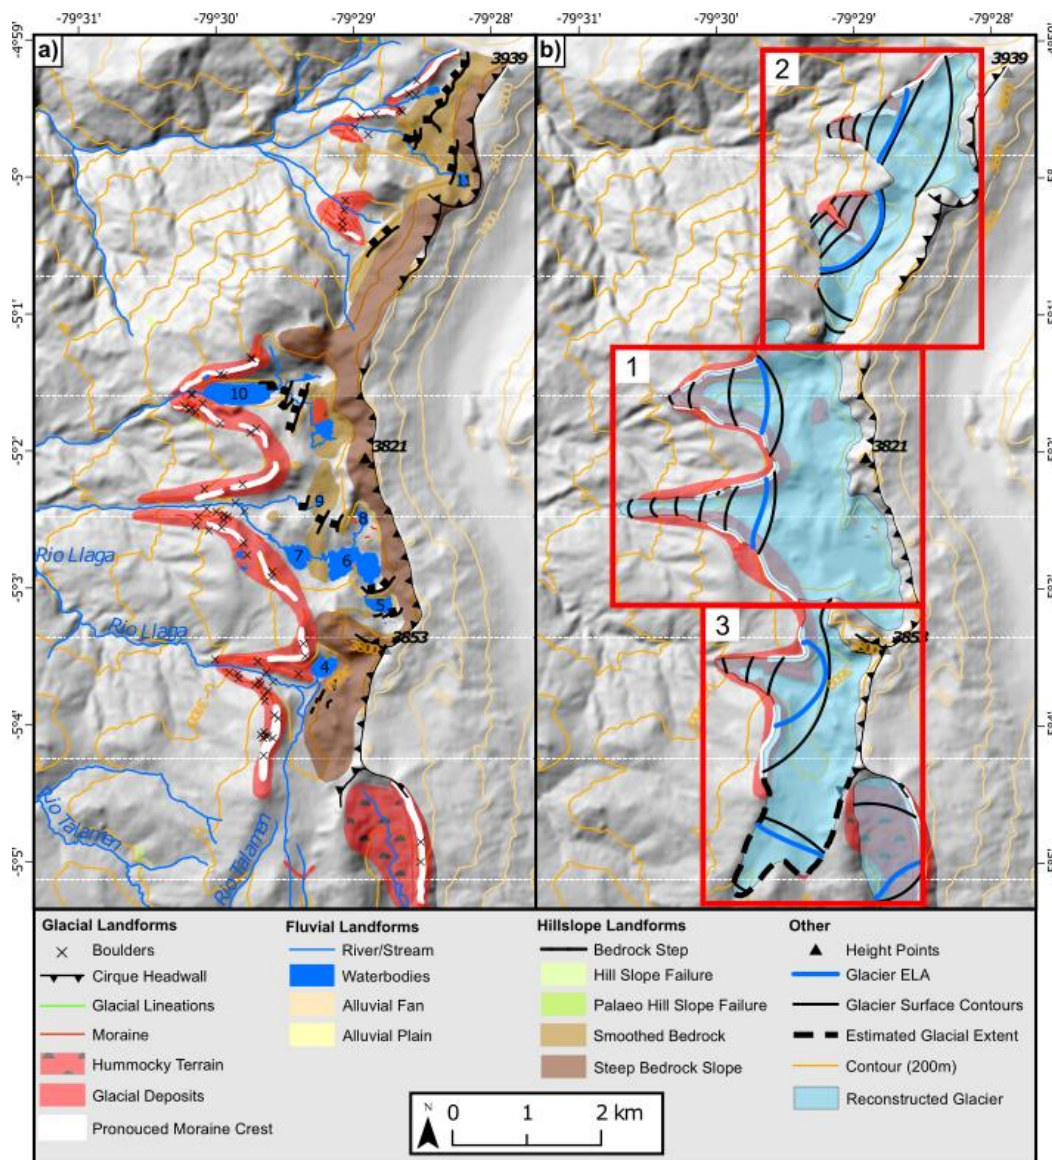 -79°31' -79°30' -79°29' -79°28' -79°31' -79°30' -79°29' -79°28'
-4°59'
a)
b)
3939
3939
2
-5°
-5°1'
1
10
3821
3821
-5°2'
9
8
7
6
5
Rio Llaga
-5°3'
Rio Llaga
3853
3
3853
3800
4
-5°4'
Rio Talamen
Rio Talamen
-5°5'
Glacial Landforms
Boulders
Cirque Headwall
Glacial Lineations
Moraine
Hummocky Terrain
Glacial Deposits
Pronouced Moraine Crest
Fluvial Landforms
River/Stream
Waterbodies
Alluvial Fan
Alluvial Plain
Hillslope Landforms
Bedrock Step
Hill Slope Failure
Palaeo Hill Slope Failure
Smoothed Bedrock
Steep Bedrock Slope
Other
Height Points
Glacier ELA
Glacier Surface Contours
Estimated Glacial Extent
Contour (200m)
Reconstructed Glacier
N
0 1 2 km